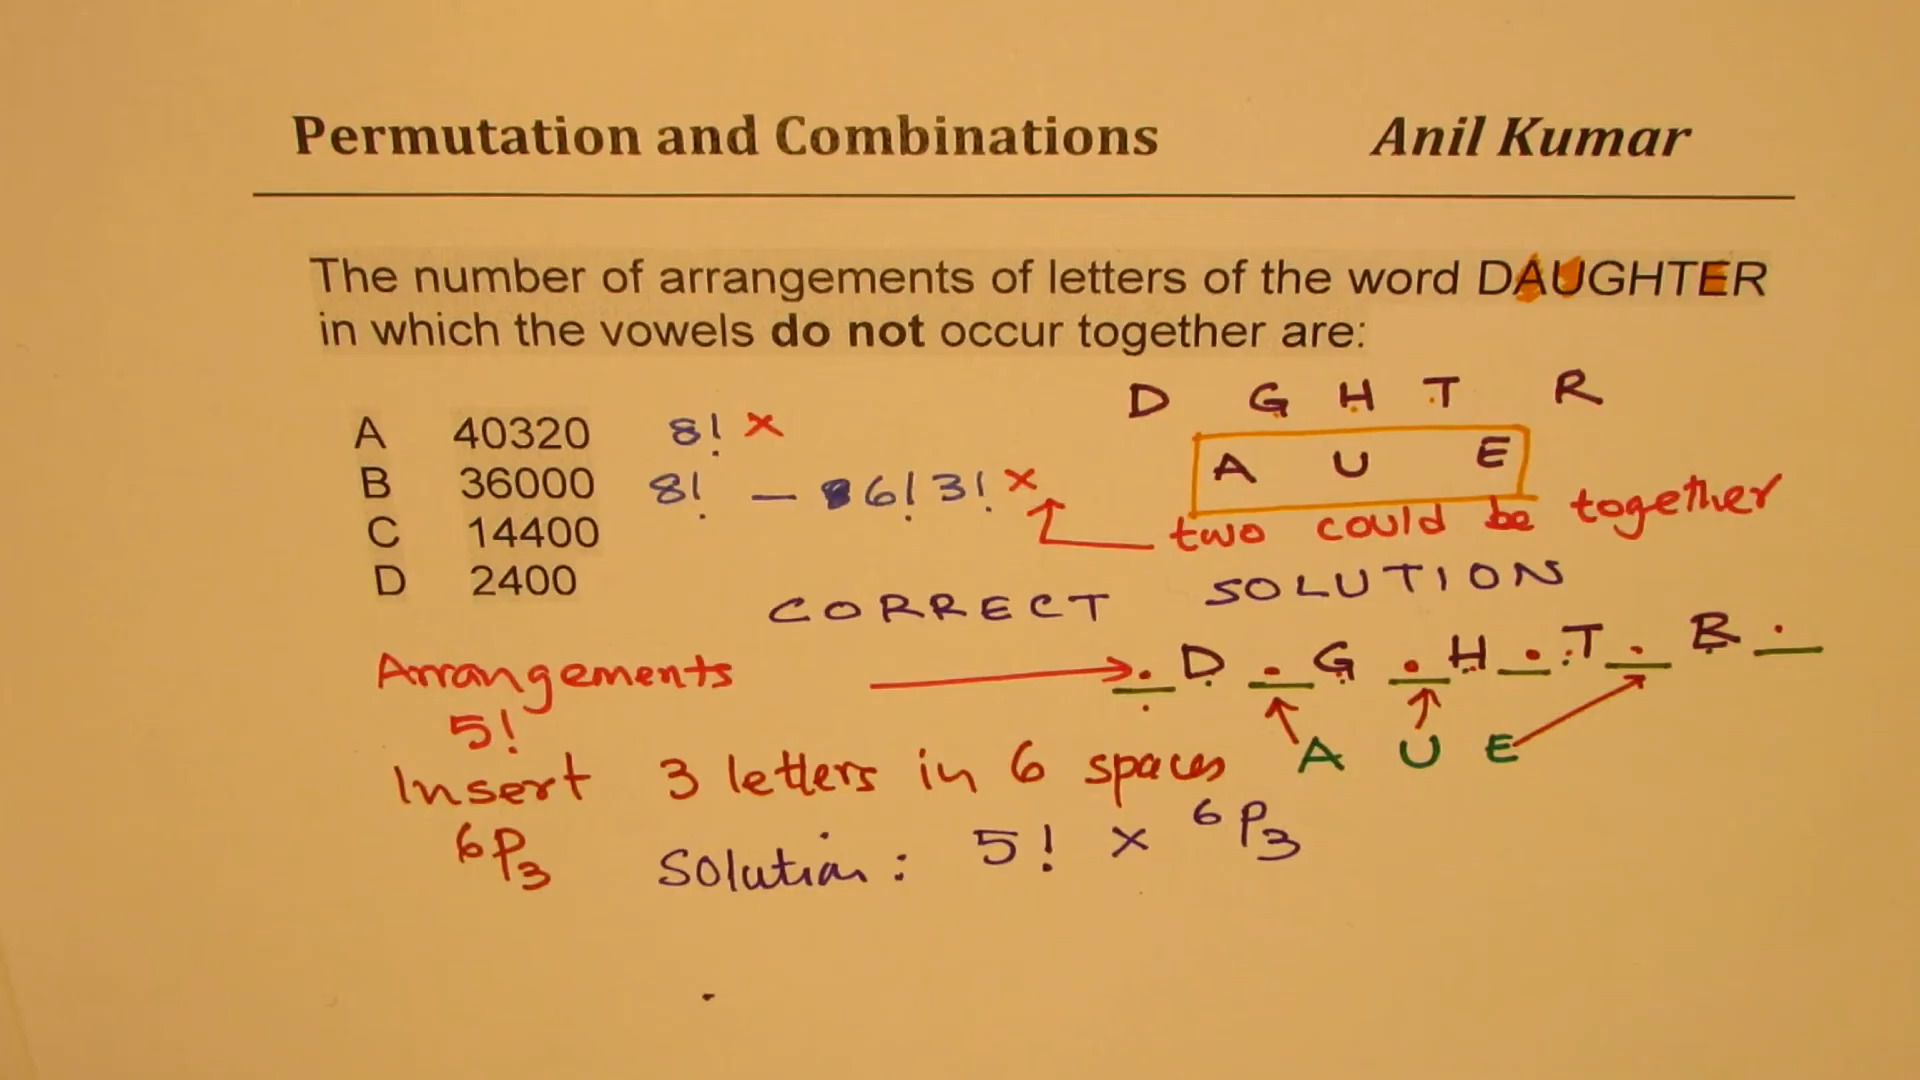 Permutation and Combinations Anil Kumar
The number of arrangements of letters of the word DAUGHTER
in which the vowels do not occur together are:
D G H T R
A 40320 8! ×
A U E
B 36000 8! - 6!3! ×
two could be together
C 14400
D 2400
CORRECT SOLUTION
Arrangements → _ D _ G _ H _ T _ R _
5!
A U E
Insert 3 letters in 6 spaces
6P3
Solution: 5! × 6P3